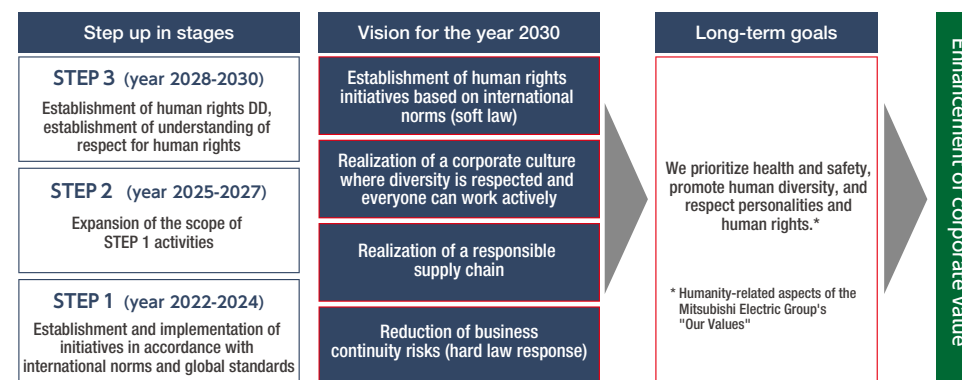 Step up in stages
STEP 3 (year 2028-2030)
Establishment of human rights DD,
establishment of understanding of
respect for human rights
STEP 2 (year 2025-2027)
Expansion of the scope of
STEP 1 activities
STEP 1 (year 2022-2024)
Establishment and implementation of
initiatives in accordance with
international norms and global standards
Vision for the year 2030
Establishment of human rights
initiatives based on international
norms (soft law)
Realization of a corporate culture
where diversity is respected and
everyone can work actively
Realization of a responsible
supply chain
Reduction of business
continuity risks (hard law response)
Long-term goals
We prioritize health and safety,
promote human diversity, and
respect personalities and
human rights.*
* Humanity-related aspects of the
Mitsubishi Electric Group's
"Our Values"
Enhancement of corporate value